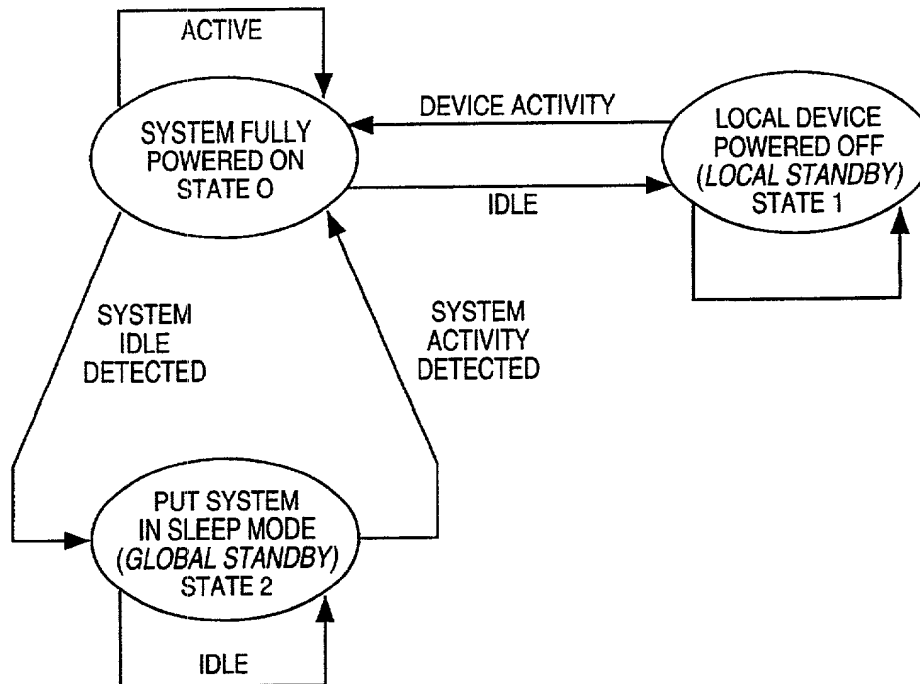 ACTIVE
SYSTEM FULLY
POWERED ON
STATE O
DEVICE ACTIVITY
IDLE
LOCAL DEVICE
POWERED OFF
(LOCAL STANDBY)
STATE 1
SYSTEM
IDLE
DETECTED
SYSTEM
ACTIVITY
DETECTED
PUT SYSTEM
IN SLEEP MODE
(GLOBAL STANDBY)
STATE 2
IDLE